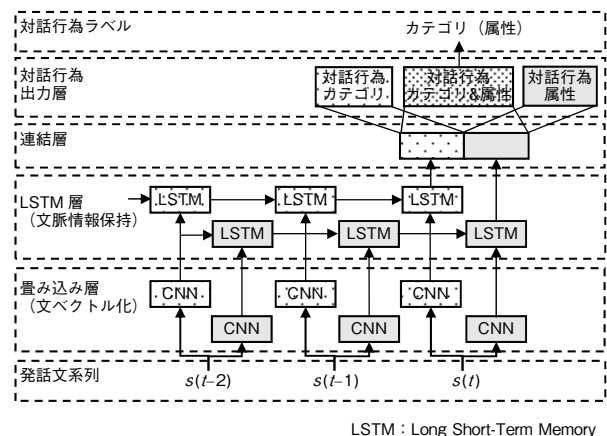 対話行為ラベル
カテゴリ（属性）
対話行為
出力層
対話行為
カテゴリ
対話行為
カテゴリ&属性
対話行為
属性
連結層
LSTM 層
（文脈情報保持）
LSTM
LSTM
LSTM
LSTM
LSTM
LSTM
畳み込み層
（文ベクトル化）
CNN
CNN
CNN
CNN
CNN
CNN
発話文系列
s(t–2)
s(t–1)
s(t)
LSTM：Long Short-Term Memory